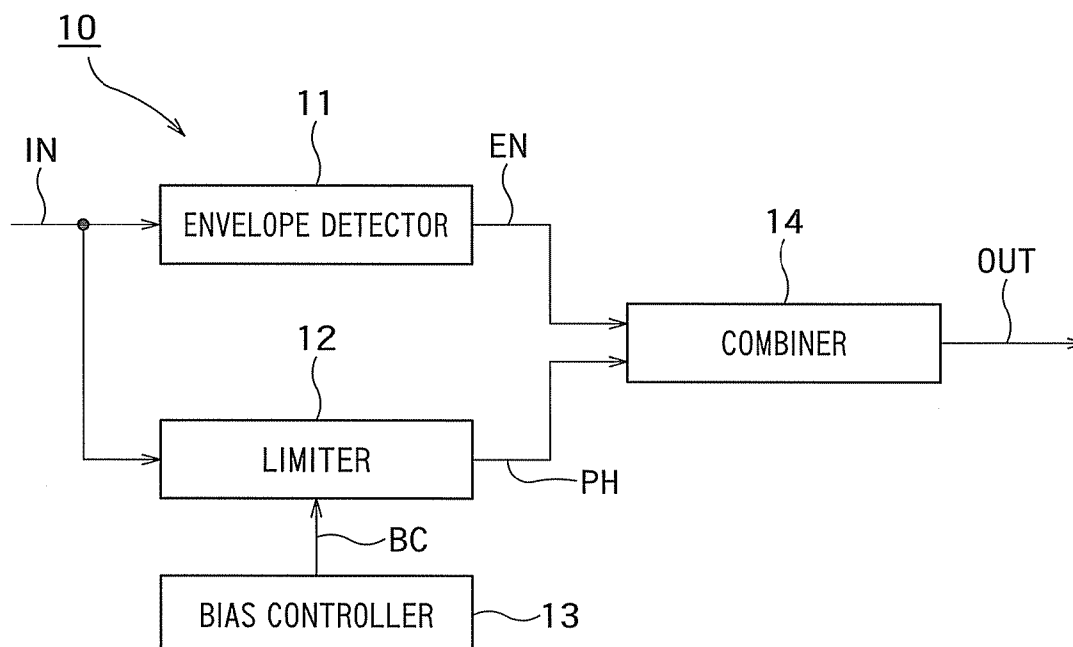 10
11
IN
EN
ENVELOPE DETECTOR
14
OUT
COMBINER
12
LIMITER
PH
BC
BIAS CONTROLLER
13